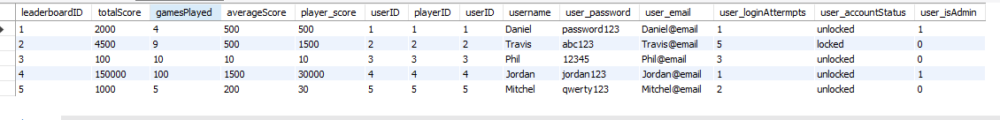 leaderboardID totalScore gamesPlayed averageScore player_score userID playerID userID username user_password user_email user_loginAttermpts user_accountStatus user_isAdmin
1 2000 4 500 500 1 1 1 Daniel password123 Daniel@email 1 unlocked 1
2 4500 9 500 1500 2 2 2 Travis abc123 Travis@email 5 locked 0
3 100 10 10 10 3 3 3 Phil 12345 Phil@email 3 unlocked 0
4 150000 100 1500 30000 4 4 4 Jordan jordan123 Jordan@email 1 unlocked 1
5 1000 5 200 30 5 5 5 Mitchel qwerty123 Mitchel@email 2 unlocked 0